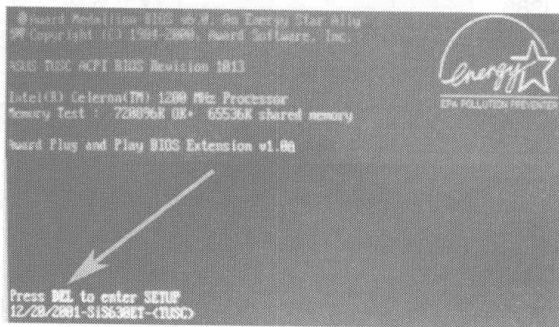 Award Medallion BIOS v6.0, An Energy Star Ally
Copyright (C) 1984-2000, Award Software, Inc.
ASUS TUSC ACPI BIOS Revision 1013
Intel(R) Celeron(TM) 1200 MHz Processor
Memory Test : 720896K OK+ 65536K shared memory
Award Plug and Play BIOS Extension v1.0A
energy
EPA POLLUTION PREVENTER
Press DEL to enter SETUP
12/20/2001-SiS630ET-<TUSC>